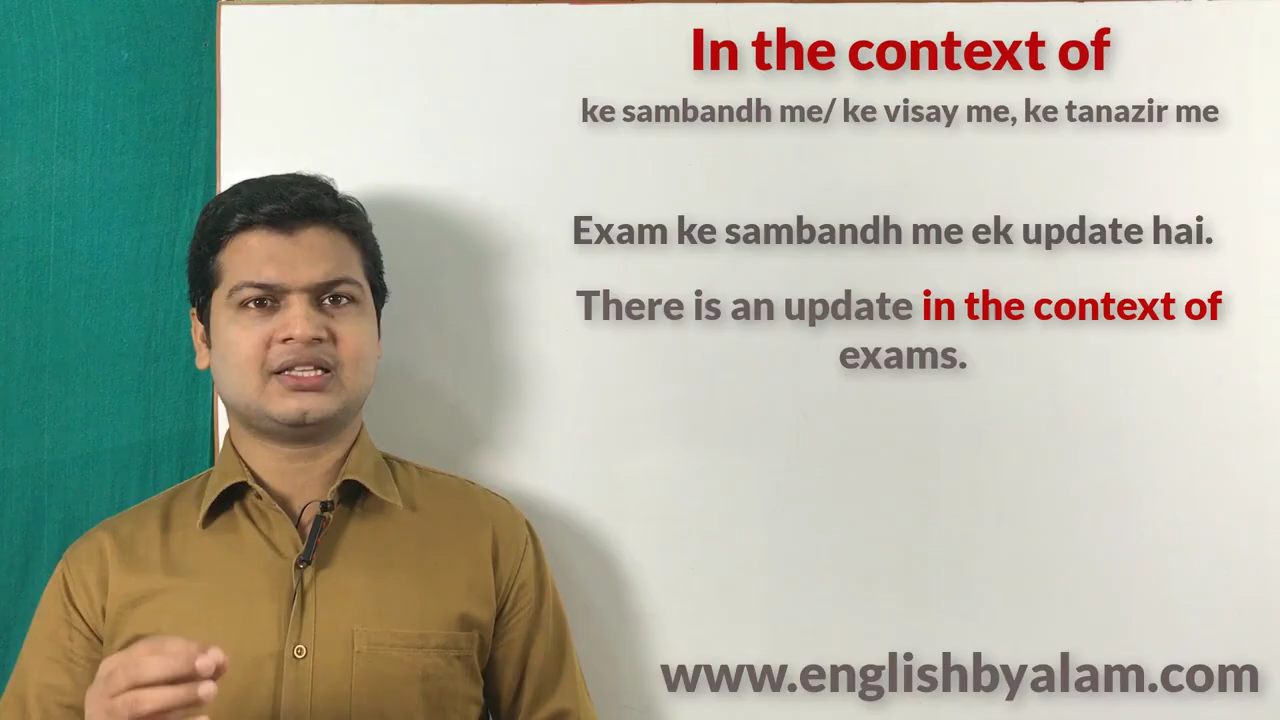 In the context of
ke sambandh me/ ke visay me, ke tanazir me
Exam ke sambandh me ek update hai.
There is an update in the context of
exams.
www.englishbyalam.com